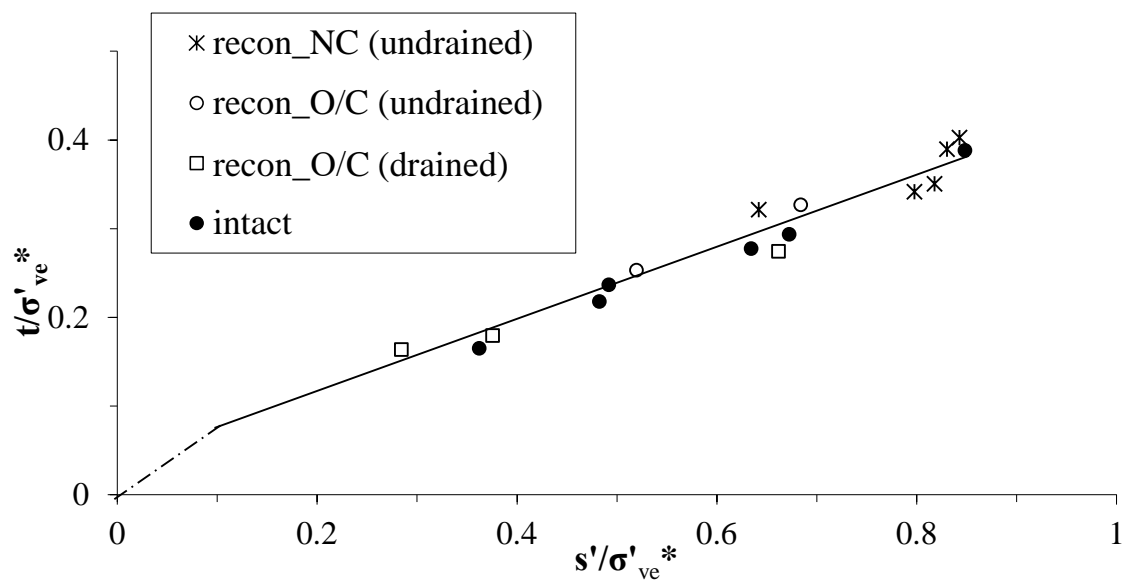 recon_NC (undrained)
recon_O/C (undrained)
recon_O/C (drained)
intact
0.4
0.2
0
t/σ've*
0
0.2
0.4
0.6
0.8
1
s'/σ've*